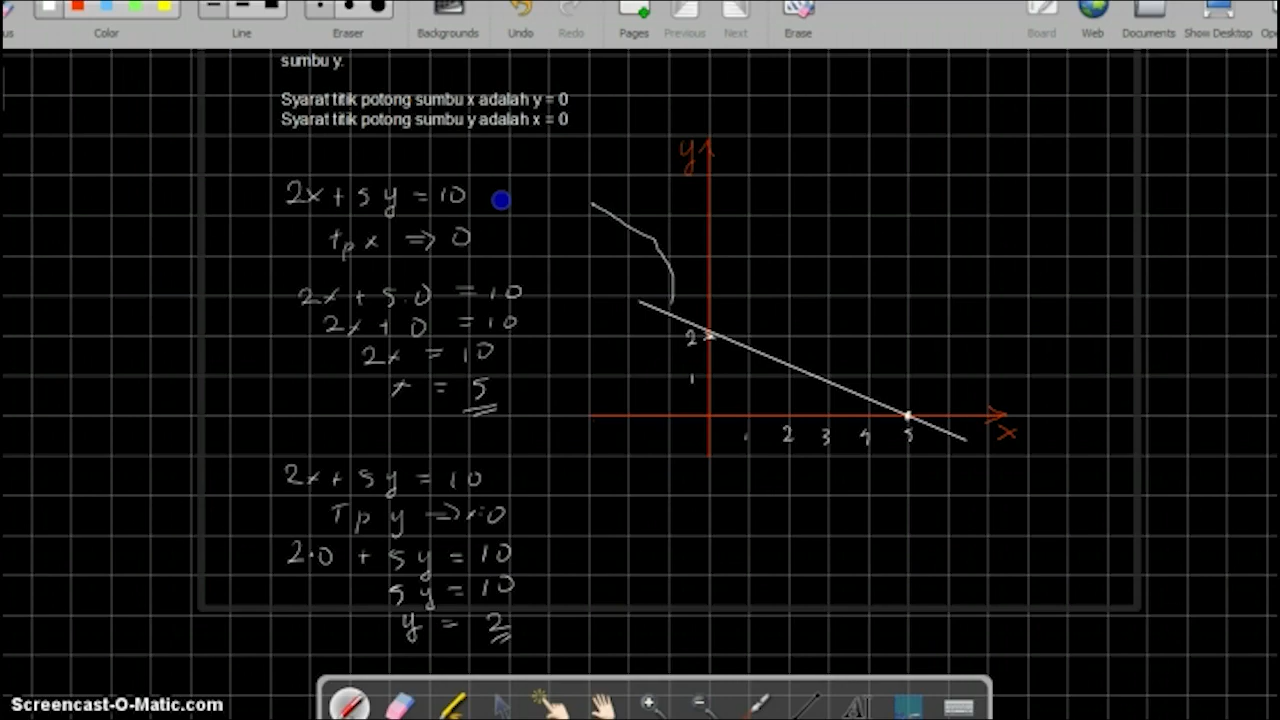 Color
Line
Eraser
Backgrounds
Undo
Redo
Pages
Previous
Next
Erase
Board
Web
Documents
Show Desktop
sumbu y.
Syarat titik potong sumbu x adalah y = 0
Syarat titik potong sumbu y adalah x = 0
2x + 5y = 10
tp x => 0
2x + 5.0 = 10
2x + 0 = 10
2x = 10
x = 5
2x + 5y = 10
Tp y => x=0
2.0 + 5y = 10
5y = 10
y = 2
y
2
1
2 3 4 5
x
Screencast-O-Matic.com